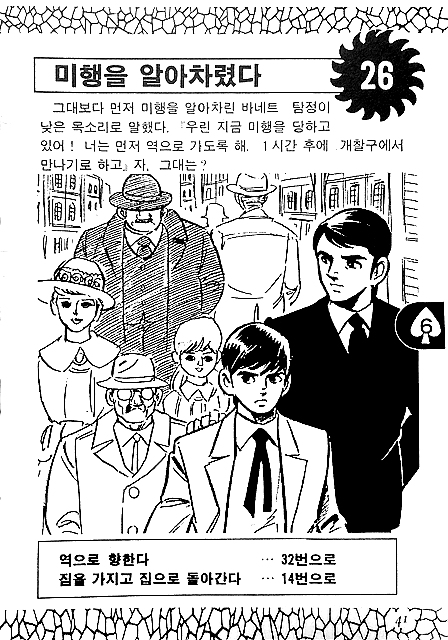 미행을 알아차렸다
26
그대보다 먼저 미행을 알아차린 바네트 탐정이
낮은 목소리로 말했다. 『우린 지금 미행을 당하고
있어! 너는 먼저 역으로 가도록 해. 1시간 후에 개찰구에서
만나기로 하고』 자, 그대는?
6
역으로 향한다 … 32번으로
짐을 가지고 집으로 돌아간다 … 14번으로